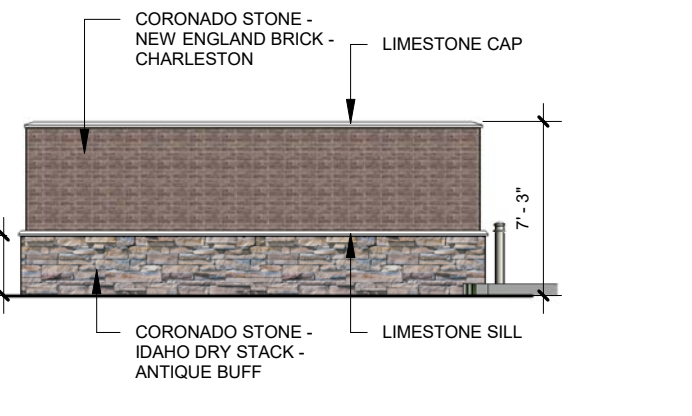 CORONADO STONE -
NEW ENGLAND BRICK -
CHARLESTON
LIMESTONE CAP
7' - 3"
CORONADO STONE -
IDAHO DRY STACK -
ANTIQUE BUFF
LIMESTONE SILL